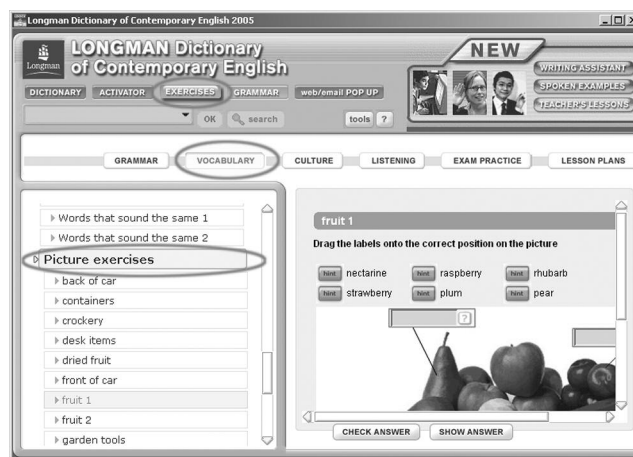 Longman Dictionary of Contemporary English 2005
Longman
LONGMAN Dictionary
of Contemporary English
NEW
WRITING ASSISTANT
SPOKEN EXAMPLES
TEACHER'S LESSONS
DICTIONARY ACTIVATOR EXERCISES GRAMMAR web/email POP UP
OK search tools ?
GRAMMAR VOCABULARY CULTURE LISTENING EXAM PRACTICE LESSON PLANS
Words that sound the same 1
Words that sound the same 2
Picture exercises
back of car
containers
crockery
desk items
dried fruit
front of car
fruit 1
fruit 2
garden tools
fruit 1
Drag the labels onto the correct position on the picture
hint nectarine hint raspberry hint rhubarb
hint strawberry hint plum hint pear
?
CHECK ANSWER SHOW ANSWER